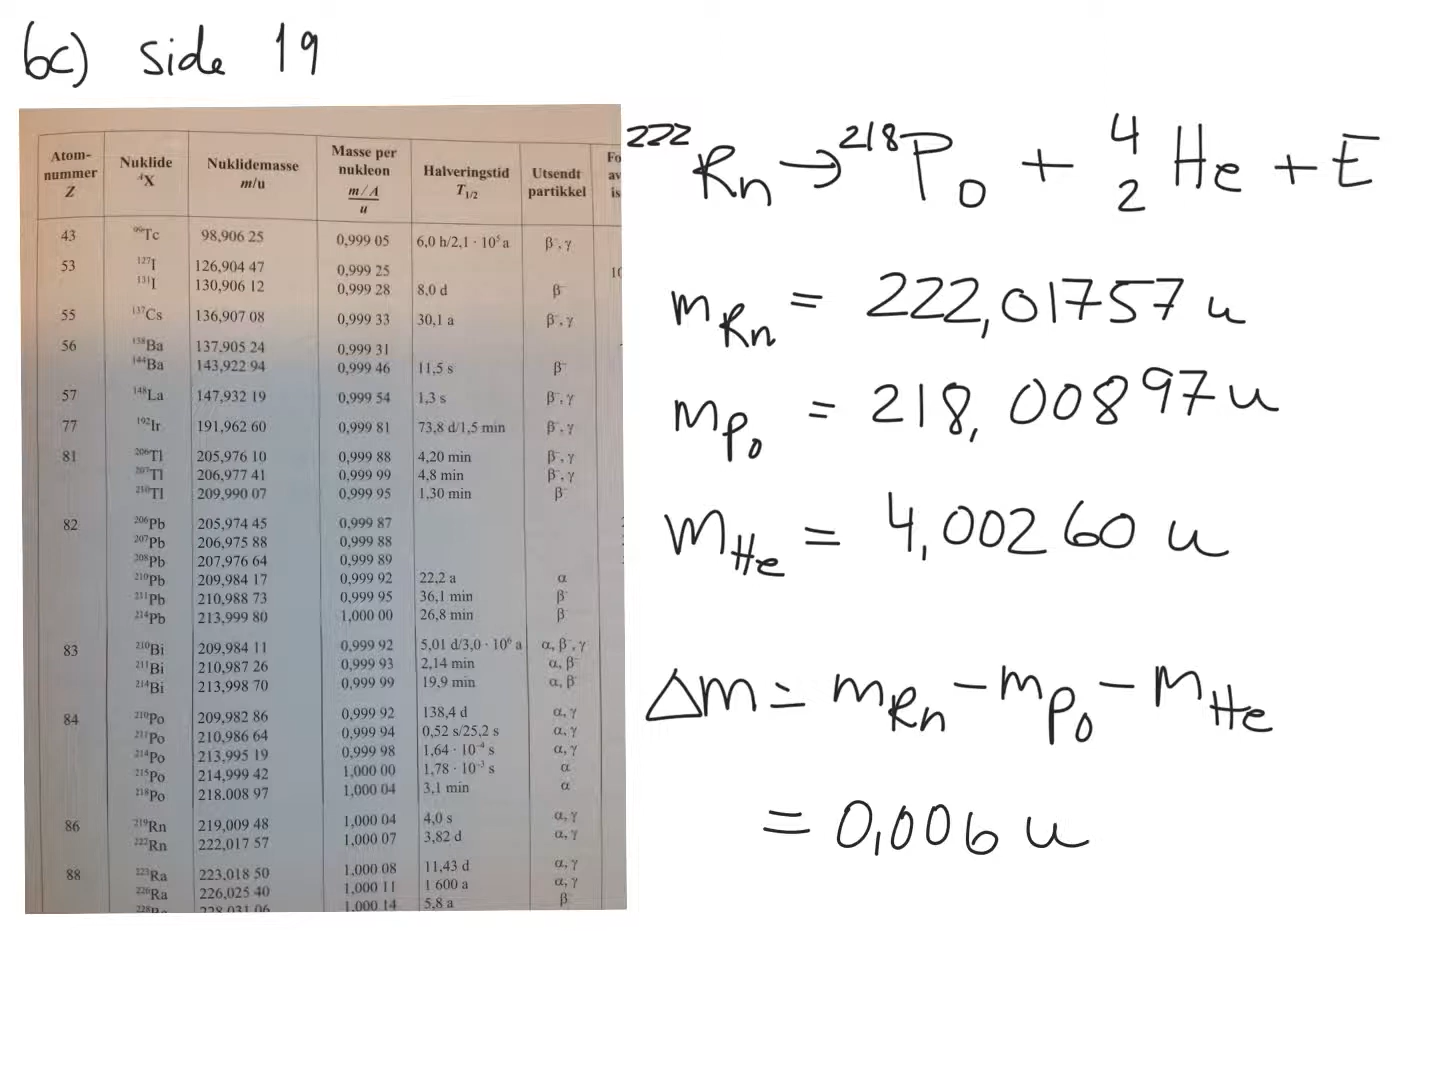 6c) side 19
Atom-
nummer
Z
Nuklide
ᴬX
Nuklidemasse
m/u
Masse per
nukleon
m/A
u
Halveringstid
T1/2
Utsendt
partikkel
Fo
av
is
43 ⁹⁹Tc 98,906 25 0,999 05 6,0 h/2,1 · 10⁵ a β⁻, γ
53 ¹²⁷I 126,904 47 0,999 25 10
¹³¹I 130,906 12 0,999 28 8,0 d β⁻
55 ¹³⁷Cs 136,907 08 0,999 33 30,1 a β⁻, γ
56 ¹³⁸Ba 137,905 24 0,999 31
¹⁴⁴Ba 143,922 94 0,999 46 11,5 s β⁻
57 ¹⁴⁸La 147,932 19 0,999 54 1,3 s β⁻, γ
77 ¹⁹²Ir 191,962 60 0,999 81 73,8 d/1,5 min β⁻, γ
81 ²⁰⁶Tl 205,976 10 0,999 88 4,20 min β⁻, γ
²⁰⁷Tl 206,977 41 0,999 99 4,8 min β⁻, γ
²¹⁰Tl 209,990 07 0,999 95 1,30 min β⁻
82 ²⁰⁶Pb 205,974 45 0,999 87
²⁰⁷Pb 206,975 88 0,999 88
²⁰⁸Pb 207,976 64 0,999 89
²¹⁰Pb 209,984 17 0,999 92 22,2 a α
²¹¹Pb 210,988 73 0,999 95 36,1 min β⁻
²¹⁴Pb 213,999 80 1,000 00 26,8 min β⁻
83 ²¹⁰Bi 209,984 11 0,999 92 5,01 d/3,0 · 10⁶ a α, β⁻, γ
²¹¹Bi 210,987 26 0,999 93 2,14 min α, β⁻
²¹⁴Bi 213,998 70 0,999 99 19,9 min α, β⁻
84 ²¹⁰Po 209,982 86 0,999 92 138,4 d α, γ
²¹¹Po 210,986 64 0,999 94 0,52 s/25,2 s α, γ
²¹⁴Po 213,995 19 0,999 98 1,64 · 10⁻⁴ s α, γ
²¹⁵Po 214,999 42 1,000 00 1,78 · 10⁻³ s α
²¹⁸Po 218.008 97 1,000 04 3,1 min α
86 ²¹⁹Rn 219,009 48 1,000 04 4,0 s α, γ
²²²Rn 222,017 57 1,000 07 3,82 d α, γ
88 ²²³Ra 223,018 50 1,000 08 11,43 d α, γ
²²⁶Ra 226,025 40 1,000 11 1 600 a α, γ
228,031 06 1,000 14 5,8 a β⁻
²²²Rn → ²¹⁸Po + ⁴₂He + E
mRn = 222,01757 u
mPo = 218,00897 u
mHe = 4,00260 u
Δm = mRn − mPo − mHe
= 0,006 u